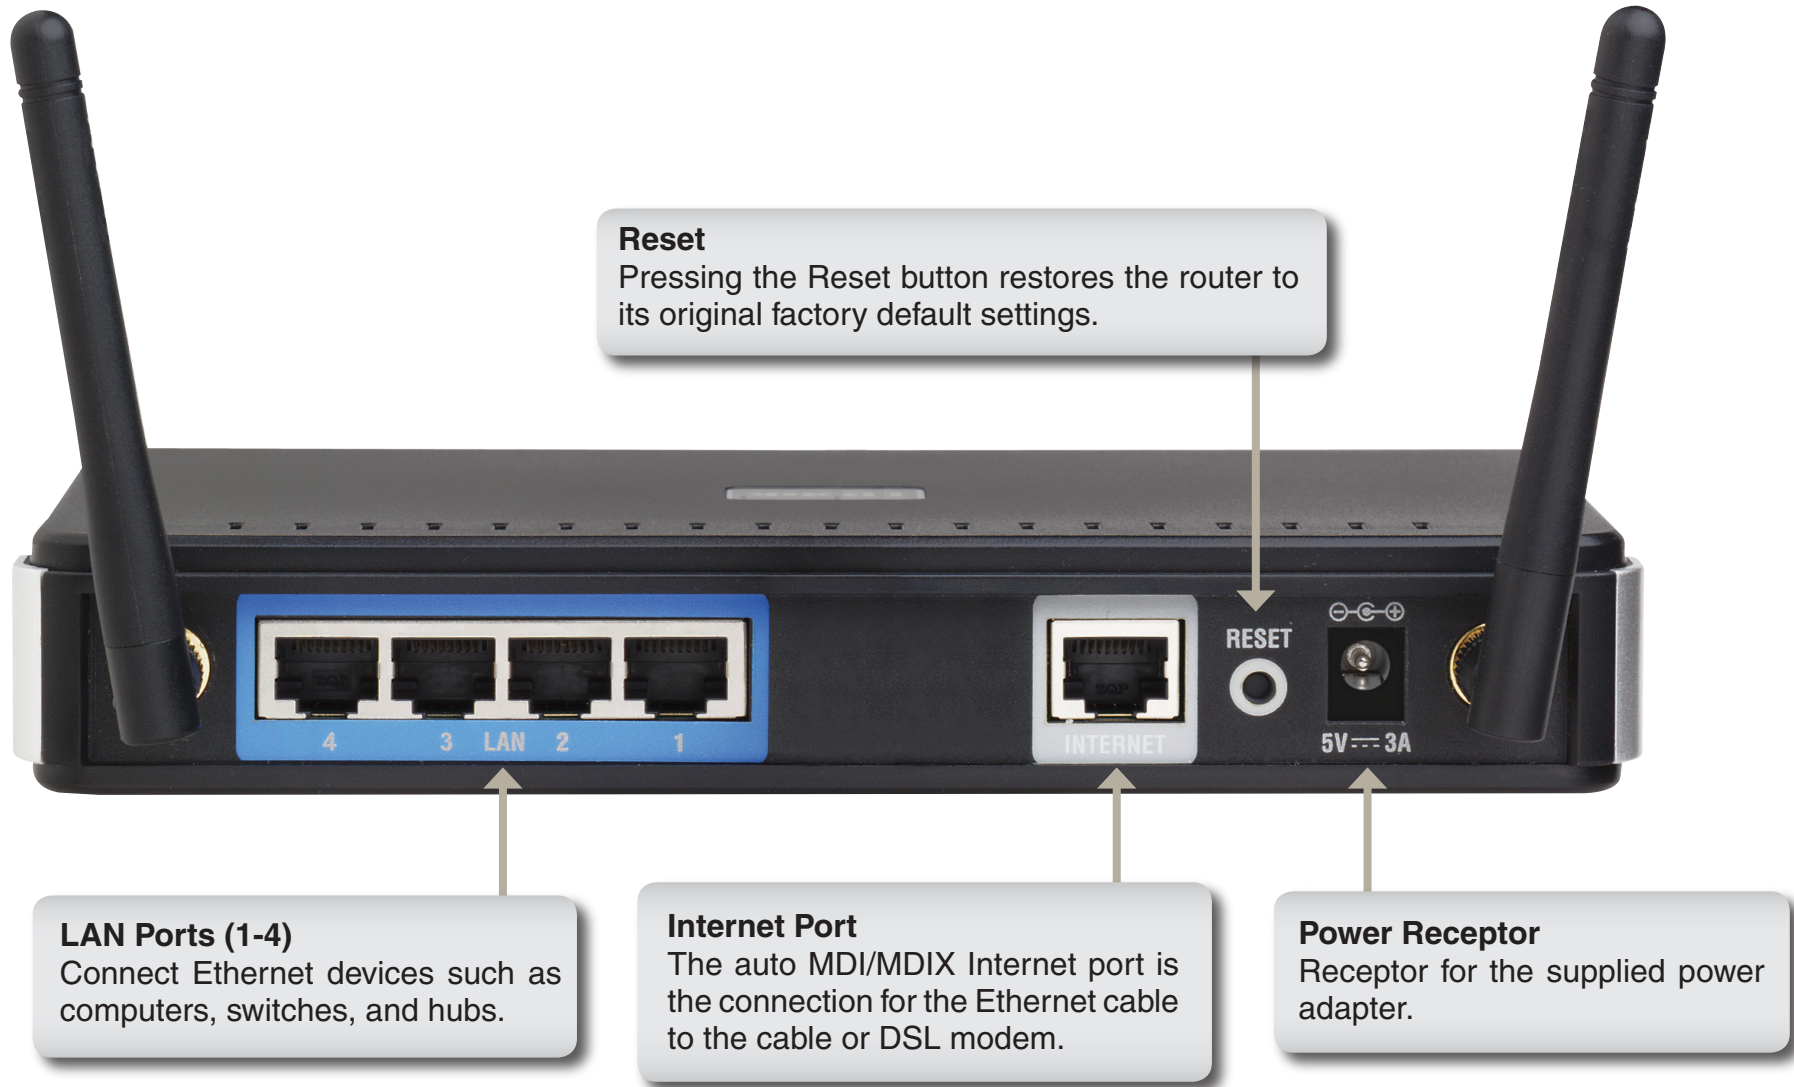 Reset
Pressing the Reset button restores the router to
its original factory default settings.
RESET
5V 3A
4 3 LAN 2 1
INTERNET
LAN Ports (1-4)
Connect Ethernet devices such as
computers, switches, and hubs.
Internet Port
The auto MDI/MDIX Internet port is
the connection for the Ethernet cable
to the cable or DSL modem.
Power Receptor
Receptor for the supplied power
adapter.